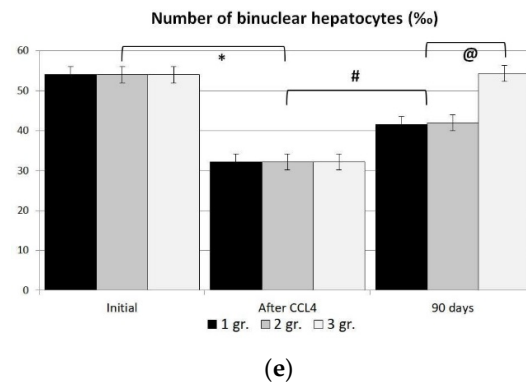 Number of binuclear hepatocytes (‰)
60
50
40
30
20
10
0
*
#
@
Initial After CCL4 90 days
1 gr. 2 gr. 3 gr.
(e)